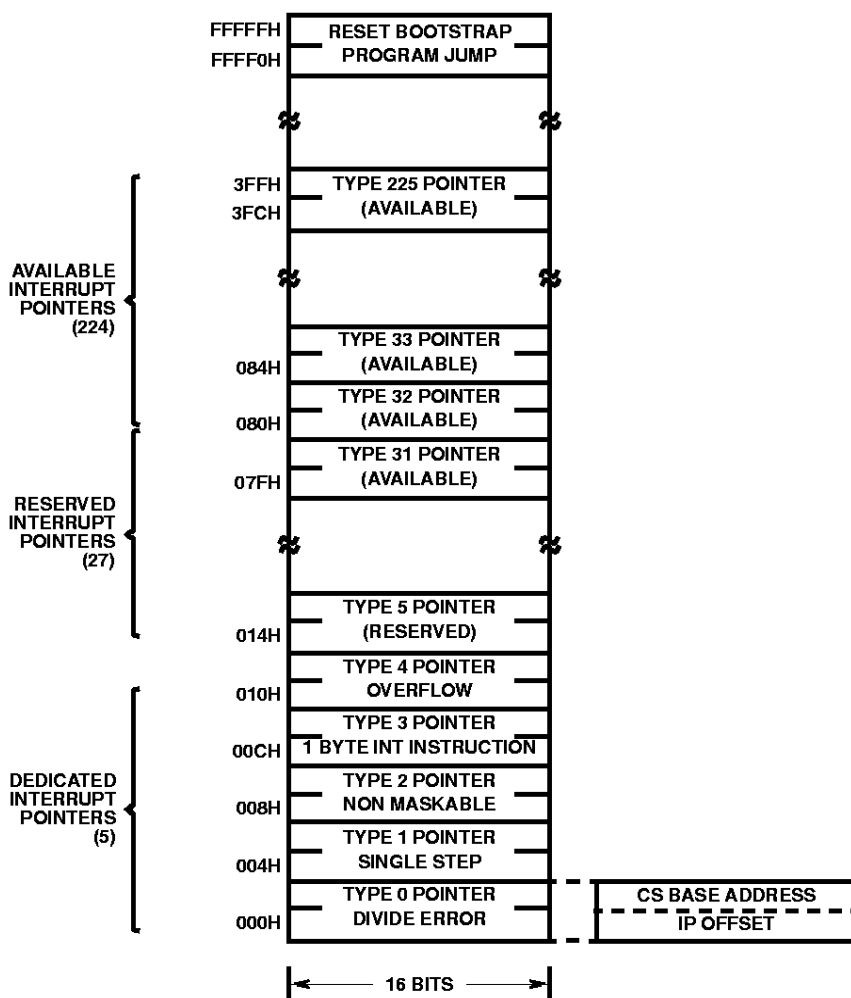 FFFFFH
RESET BOOTSTRAP
PROGRAM JUMP
FFFF0H
3FFH
TYPE 225 POINTER
(AVAILABLE)
3FCH
AVAILABLE
INTERRUPT
POINTERS
(224)
TYPE 33 POINTER
(AVAILABLE)
084H
TYPE 32 POINTER
(AVAILABLE)
080H
TYPE 31 POINTER
(AVAILABLE)
07FH
RESERVED
INTERRUPT
POINTERS
(27)
TYPE 5 POINTER
(RESERVED)
014H
TYPE 4 POINTER
OVERFLOW
010H
TYPE 3 POINTER
1 BYTE INT INSTRUCTION
00CH
DEDICATED
INTERRUPT
POINTERS
(5)
TYPE 2 POINTER
NON MASKABLE
008H
TYPE 1 POINTER
SINGLE STEP
004H
TYPE 0 POINTER
DIVIDE ERROR
000H
CS BASE ADDRESS
IP OFFSET
16 BITS